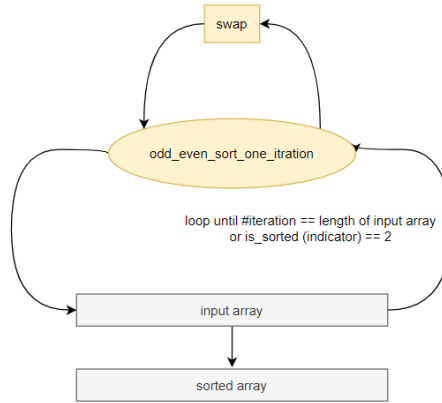 swap
odd_even_sort_one_itration
loop until #iteration == length of input array
or is_sorted (indicator) == 2
input array
sorted array